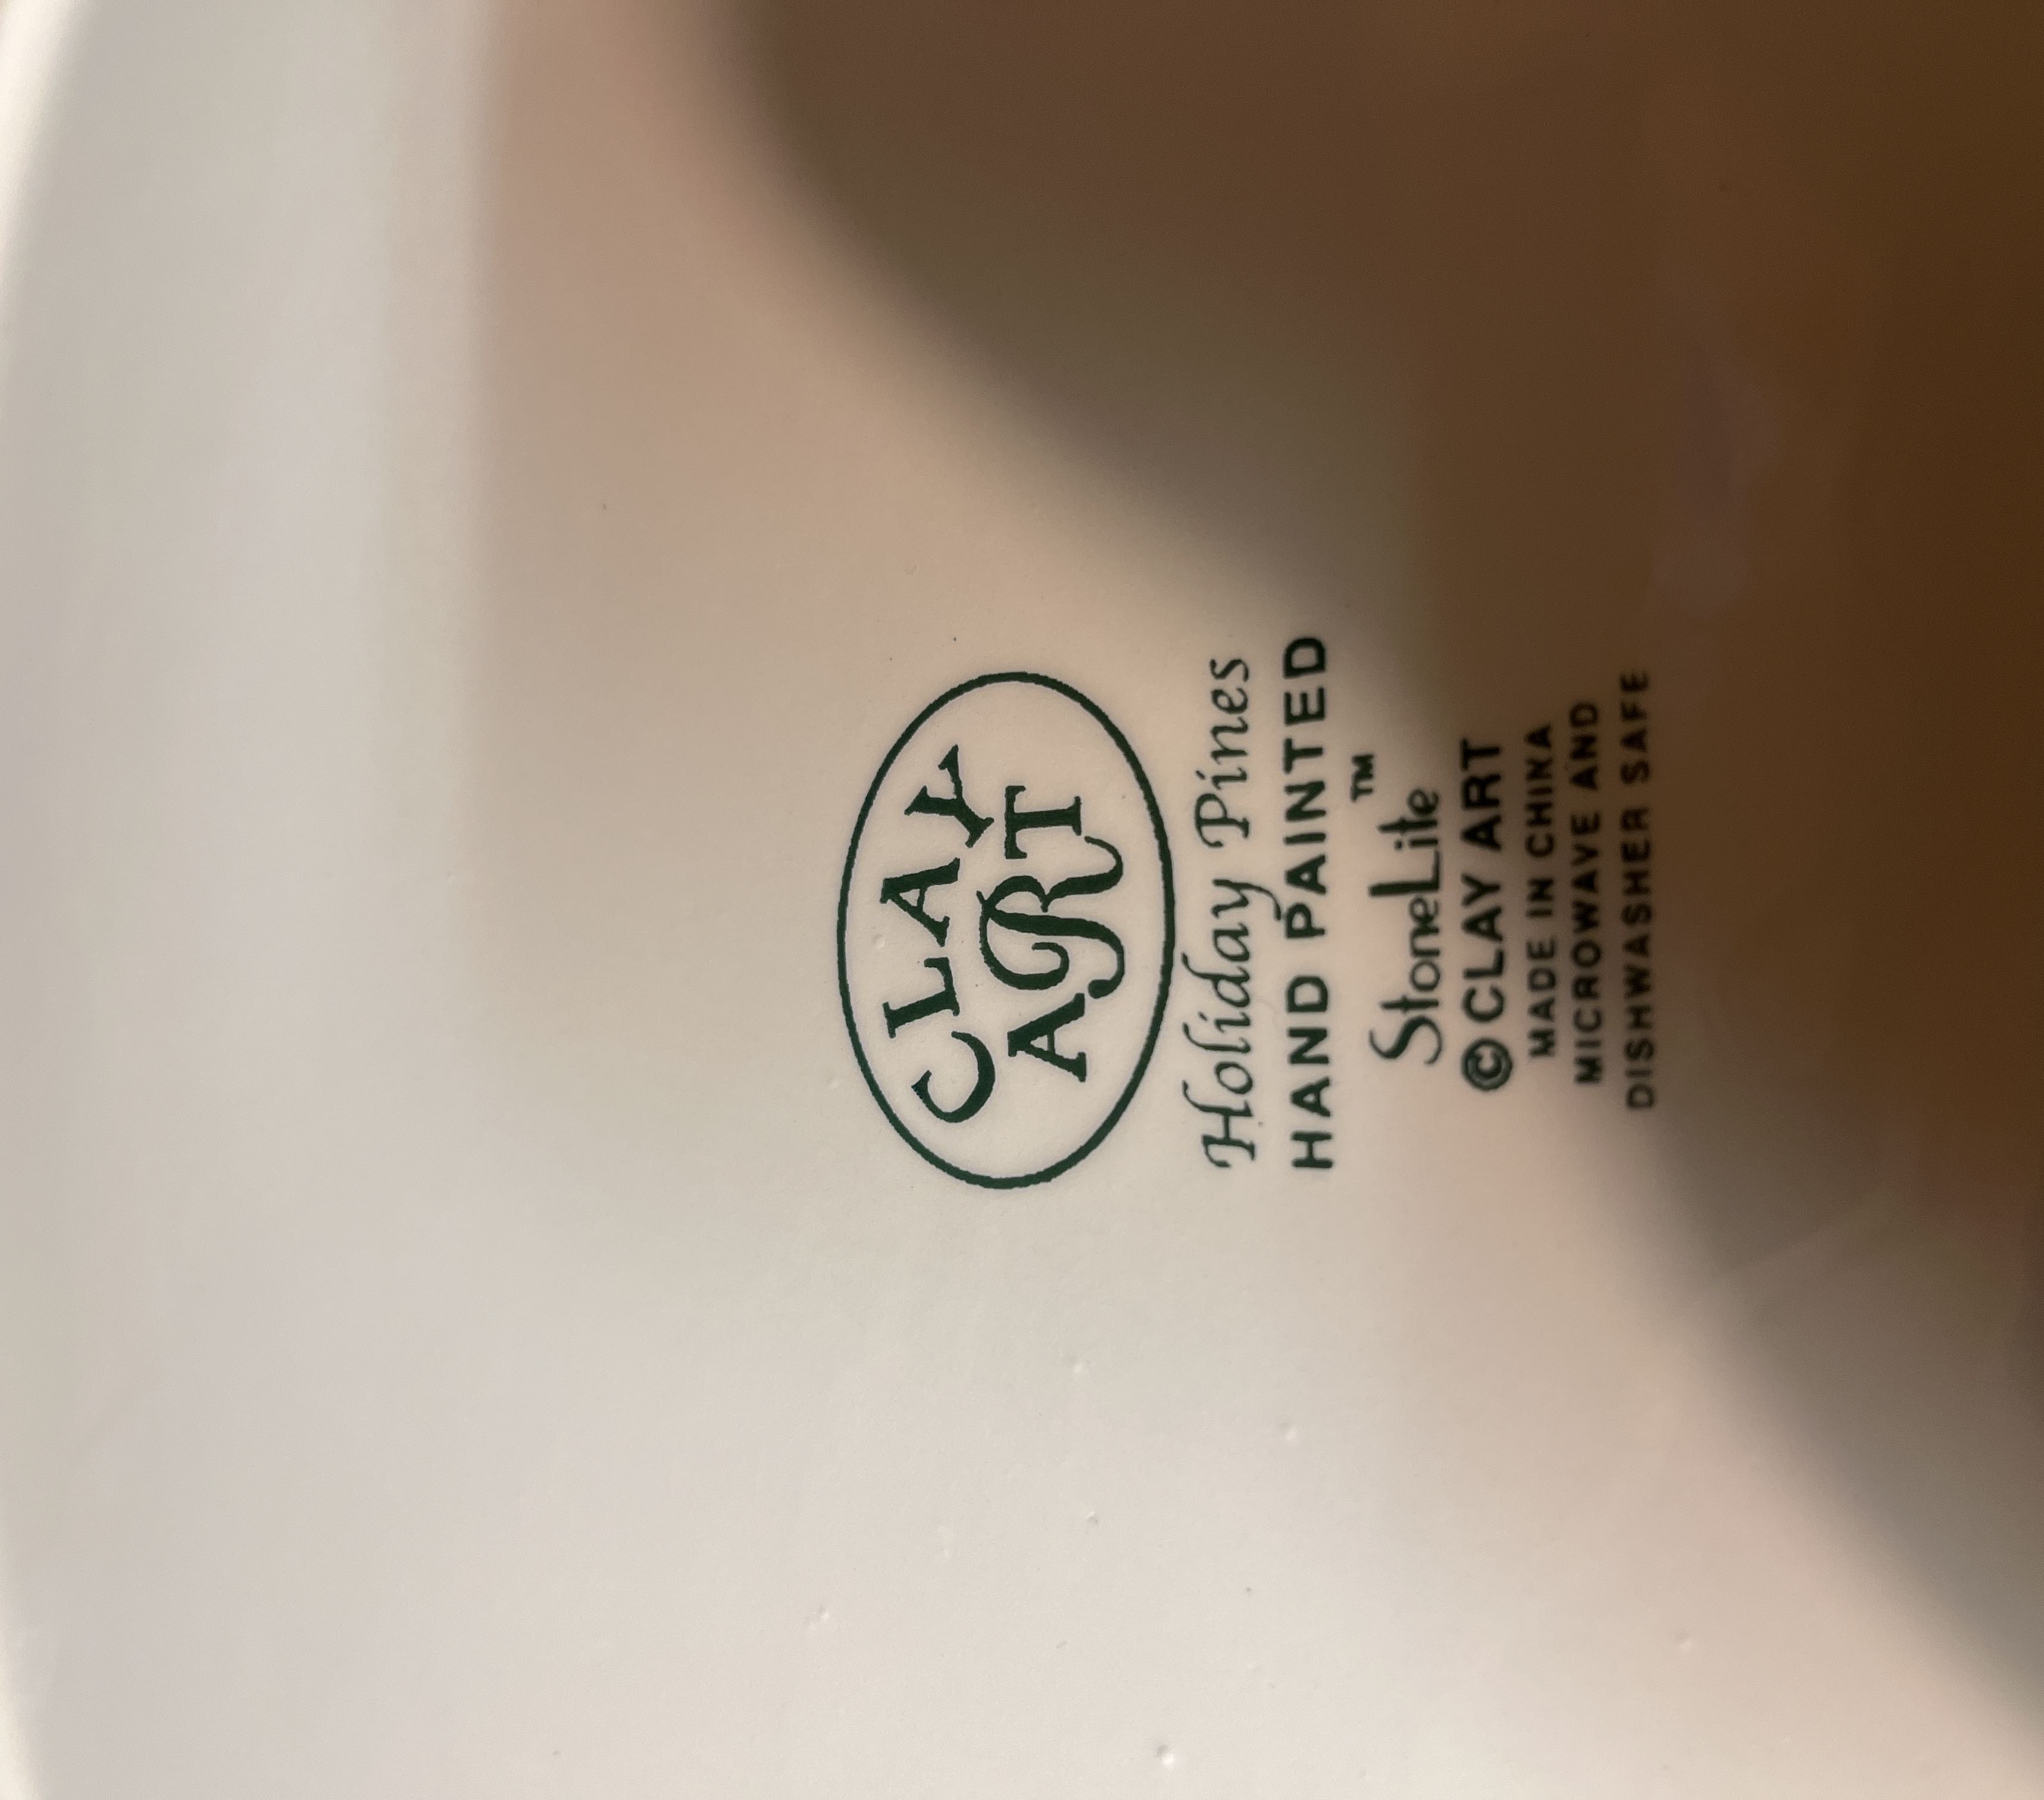 CLAY
ART
Holiday Pines
HAND PAINTED
StoneLite™
© CLAY ART
MADE IN CHINA
MICROWAVE AND
DISHWASHER SAFE